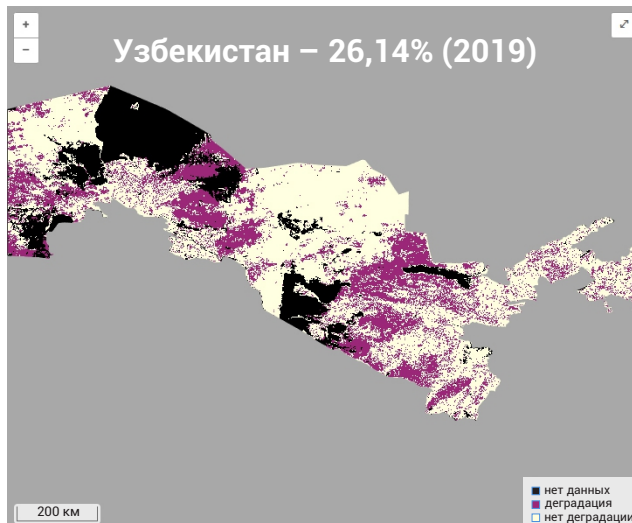 +
Узбекистан – 26,14% (2019)
−
200 км
нет данных
деградация
нет деградации